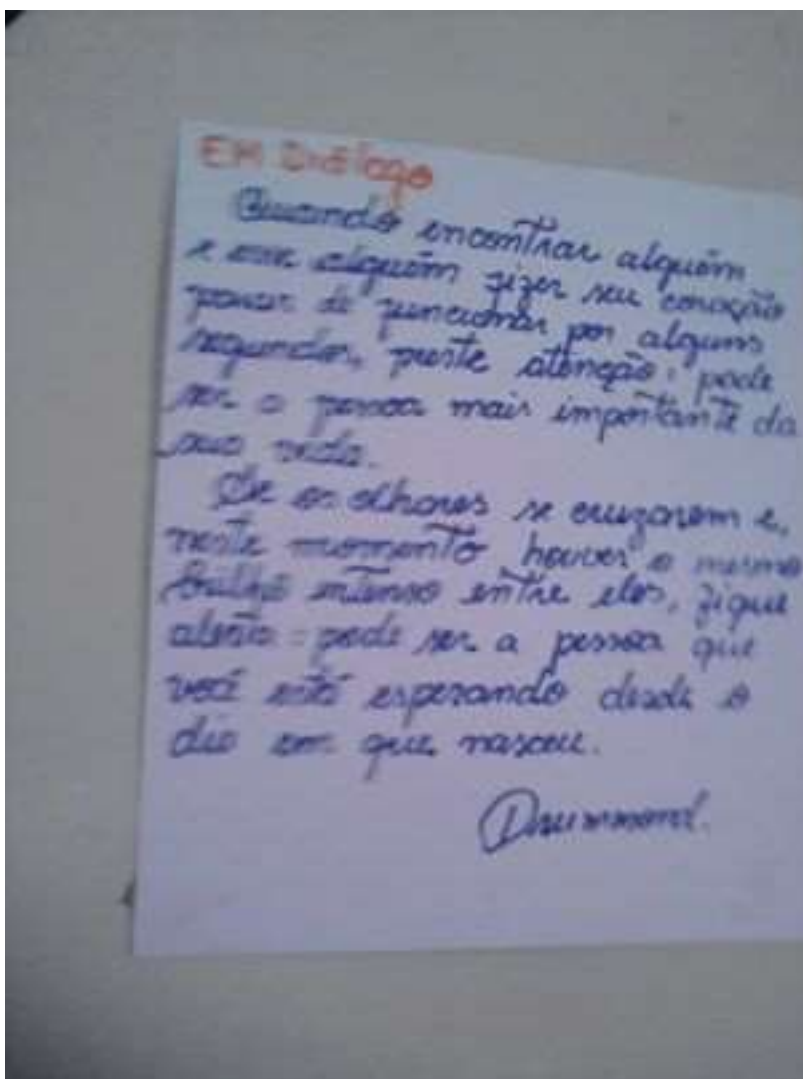 EM Diálogo
Quando encontrar alguém
e esse alguém fizer seu coração
parar de funcionar por alguns
segundos, preste atenção: pode
ser a pessoa mais importante da
sua vida.
Se os olhares se cruzarem e,
neste momento houver o mesmo
brilho intenso entre eles, fique
alerta: pode ser a pessoa que
você está esperando desde o
dia em que nasceu.
Drummond.